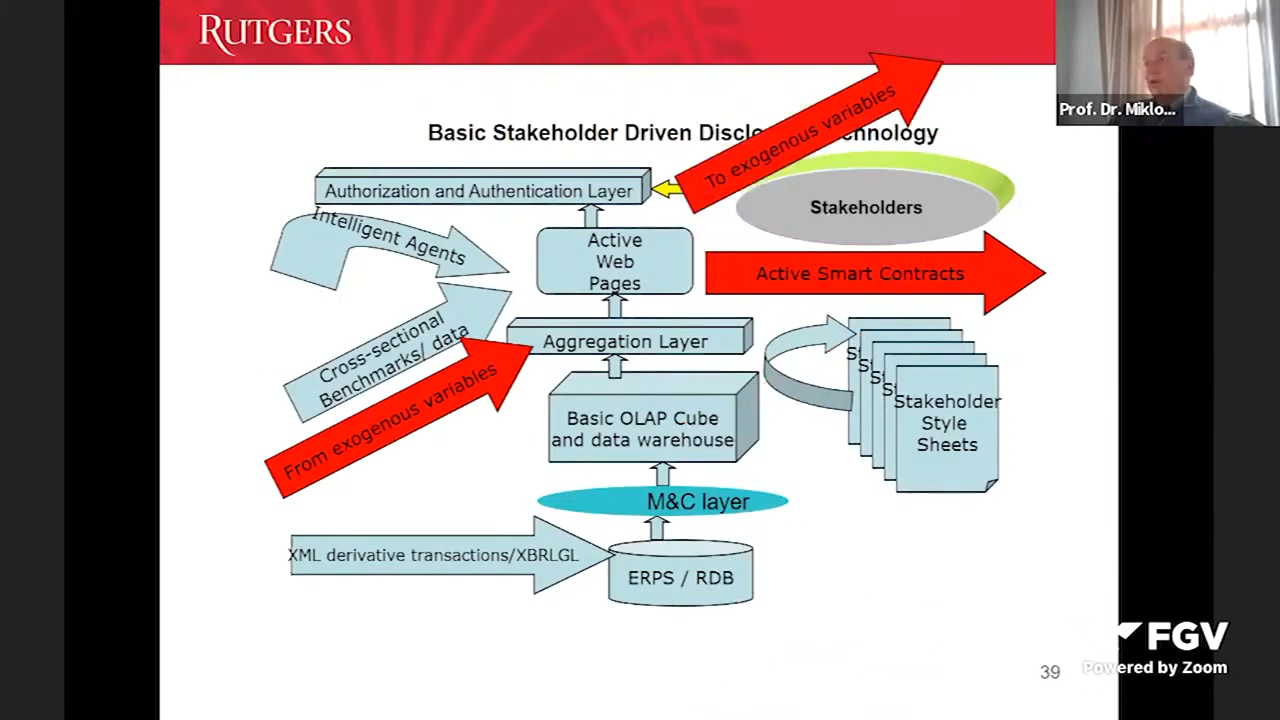 RUTGERS
Prof. Dr. Miklo...
To exogenous variables
Basic Stakeholder Driven Disclo
nology
Authorization and Authentication Layer
Stakeholders
Intelligent Agents
Active
Web
Pages
Active Smart Contracts
Cross-sectional
Benchmarks/ data
Aggregation Layer
From exogenous variables
Basic OLAP Cube
and data warehouse
S
S
S
S
Stakeholder
Style
Sheets
M&C layer
XML derivative transactions/XBRLGL
ERPS / RDB
FGV
Powered by Zoom
39